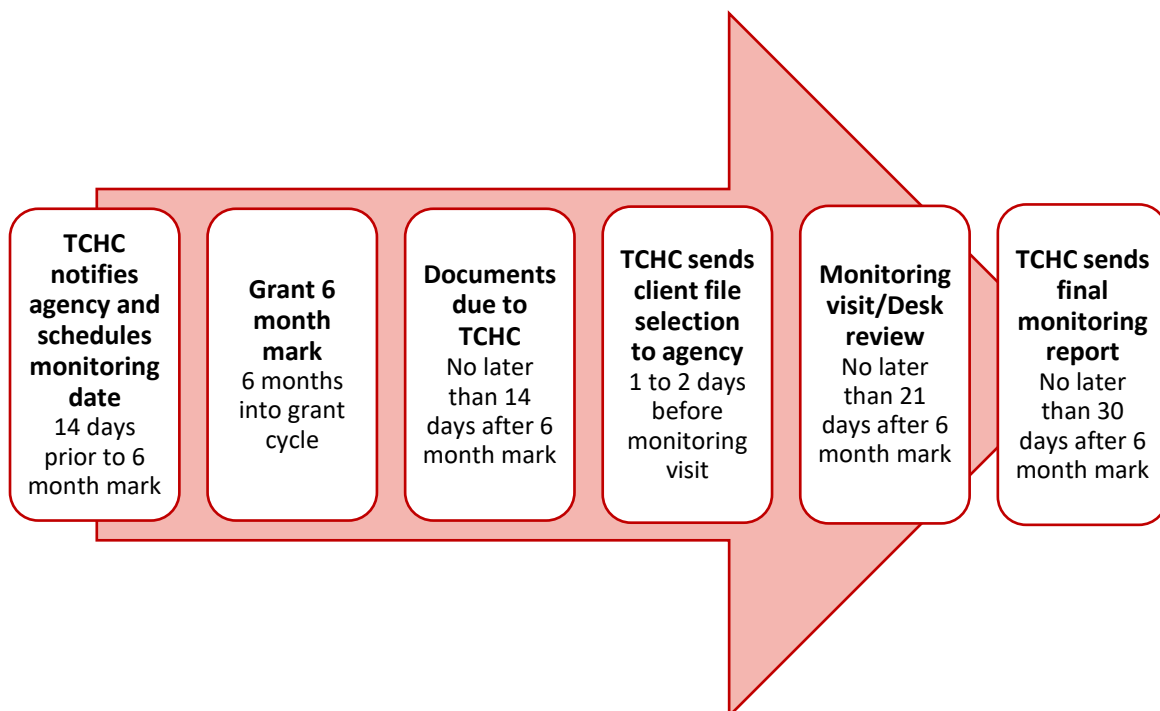 TCHC
notifies
agency and
schedules
monitoring
date
14 days
prior to 6
month mark
Grant 6
month
mark
6 months
into grant
cycle
Documents
due to
TCHC
No later
than 14
days after 6
month mark
TCHC sends
client file
selection
to agency
1 to 2 days
before
monitoring
visit
Monitoring
visit/Desk
review
No later
than 21
days after 6
month mark
TCHC sends
final
monitoring
report
No later
than 30
days after 6
month mark